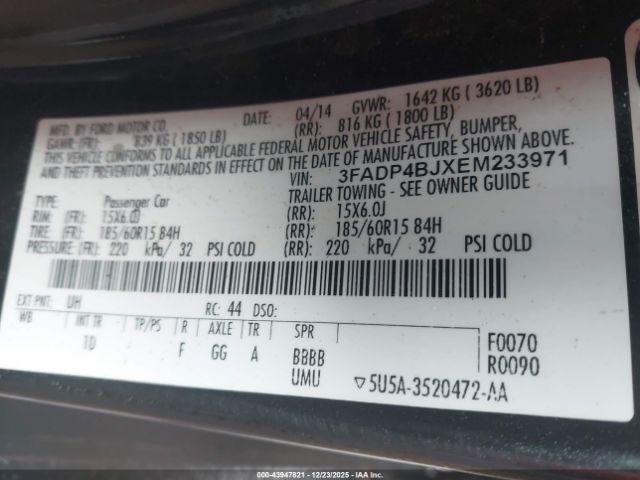 MFD. BY FORD MOTOR CO. DATE: 04/14 GVWR: 1642 KG ( 3620 LB)
GAWR: (FR): 839 KG ( 1850 LB) (RR): 816 KG ( 1800 LB)
THIS VEHICLE CONFORMS TO ALL APPLICABLE FEDERAL MOTOR VEHICLE SAFETY, BUMPER,
AND THEFT PREVENTION STANDARDS IN EFFECT ON THE DATE OF MANUFACTURE SHOWN ABOVE.
VIN: 3FADP4BJXEM233971
TYPE: Passenger Car TRAILER TOWING - SEE OWNER GUIDE
RIM: (FR): 15X6.0J (RR): 15X6.0J
TIRE: (FR): 185/60R15 84H (RR): 185/60R15 84H
PRESSURE: (FR): 220 kPa/ 32 PSI COLD (RR): 220 kPa/ 32 PSI COLD
EXT PNT: UH RC: 44 DSO:
WB INT TR TP/PS R AXLE TR SPR F0070
1D F GG A BBBB R0090
UMU ▽5U5A-3520472-AA
000-43947821 - 12/23/2025 - IAAI.COM